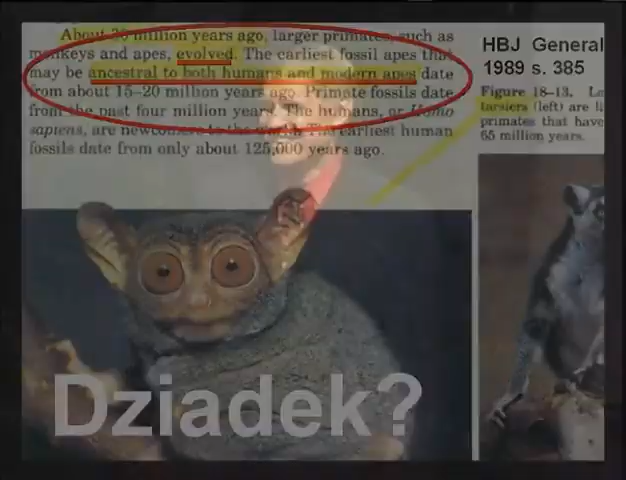 About 30 million years ago, larger primates, such as
monkeys and apes, evolved. The earliest fossil apes that
may be ancestral to both humans and modern apes date
from about 15–20 million years ago. Primate fossils date
from the past four million years. The humans, or Homo
sapiens, are newcomers to the world. The earliest human
fossils date from only about 125,000 years ago.
HBJ General
1989 s. 385
Figure 18–13.
tarsiers (left) are
primates that have
65 million years.
Dziadek?